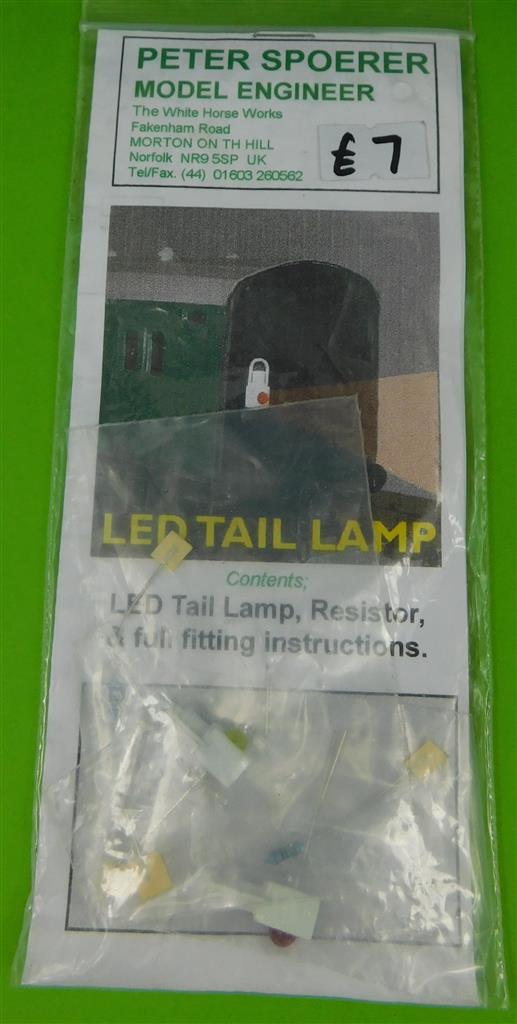 PETER SPOERER
MODEL ENGINEER
The White Horse Works
Fakenham Road
MORTON ON TH HILL
Norfolk NR9 5SP UK
Tel/Fax. (44) 01603 260562
£7
LED TAIL LAMP
Contents;
LED Tail Lamp, Resistor,
& full fitting instructions.